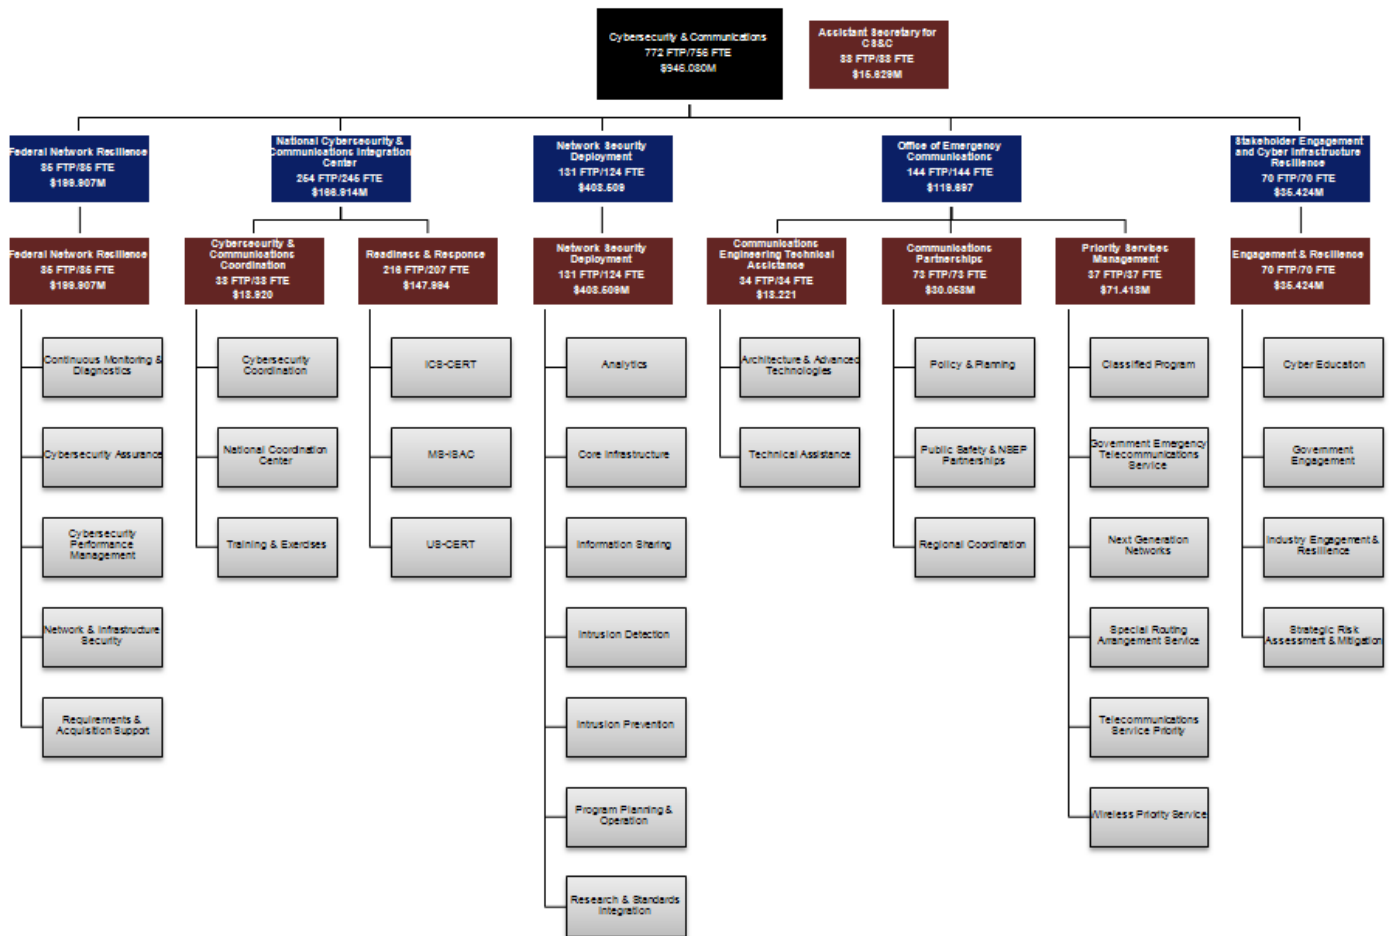 Cybersecurity & Communications
772 FTP/756 FTE
$946.080M
Assistant Secretary for
CS&C
88 FTP/88 FTE
$15.629M
Federal Network Resilience
85 FTP/85 FTE
$199.907M
National Cybersecurity &
Communications Integration
Center
254 FTP/245 FTE
$166.914M
Network Security
Deployment
131 FTP/124 FTE
$408.509
Office of Emergency
Communications
144 FTP/144 FTE
$119.697
Stakeholder Engagement
and Cyber Infrastructure
Resilience
70 FTP/70 FTE
$35.424M
Federal Network Resilience
85 FTP/85 FTE
$199.907M
Cybersecurity &
Communications
Coordination
38 FTP/38 FTE
$18.920
Readiness & Response
216 FTP/207 FTE
$147.994
Network Security
Deployment
131 FTP/124 FTE
$408.509M
Communications
Engineering Technical
Assistance
34 FTP/34 FTE
$18.221
Communications
Partnerships
73 FTP/73 FTE
$30.063M
Priority Services
Management
37 FTP/37 FTE
$71.413M
Engagement & Resilience
70 FTP/70 FTE
$35.424M
Continuous Monitoring &
Diagnostics
Cybersecurity Assurance
Cybersecurity
Performance
Management
Network & Infrastructure
Security
Requirements &
Acquisition Support
Cybersecurity
Coordination
National Coordination
Center
Training & Exercises
ICS-CERT
MS-ISAC
US-CERT
Analytics
Core Infrastructure
Information Sharing
Intrusion Detection
Intrusion Prevention
Program Planning &
Operation
Research & Standards
Integration
Architecture & Advanced
Technologies
Technical Assistance
Policy & Planning
Public Safety & NSEP
Partnerships
Regional Coordination
Classified Program
Government Emergency
Telecommunications
Service
Next Generation
Networks
Special Routing
Arrangement Service
Telecommunications
Service Priority
Wireless Priority Service
Cyber Education
Government
Engagement
Industry Engagement &
Resilience
Strategic Risk
Assessment & Mitigation